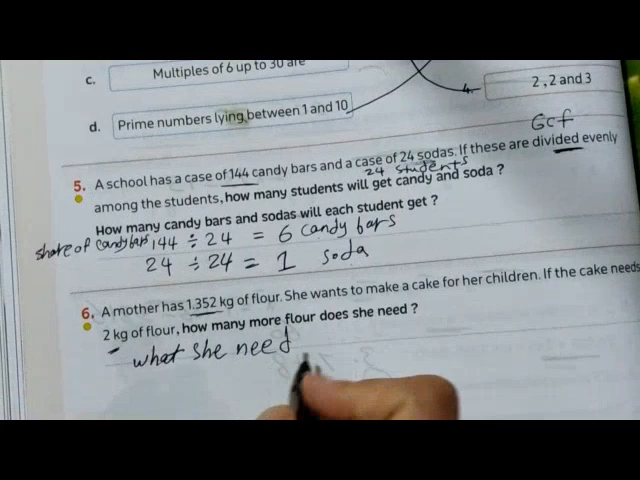 c. Multiples of 6 up to 30 are
4. 2 , 2 and 3
d. Prime numbers lying between 1 and 10
Gcf
5. A school has a case of 144 candy bars and a case of 24 sodas. If these are divided evenly
24 students
among the students, how many students will get candy and soda ?
How many candy bars and sodas will each student get ?
share of candy bars 144 ÷ 24 = 6 candy bars
24 ÷ 24 = 1 soda
6. A mother has 1.352 kg of flour. She wants to make a cake for her children. If the cake needs
2 kg of flour, how many more flour does she need ?
what she need